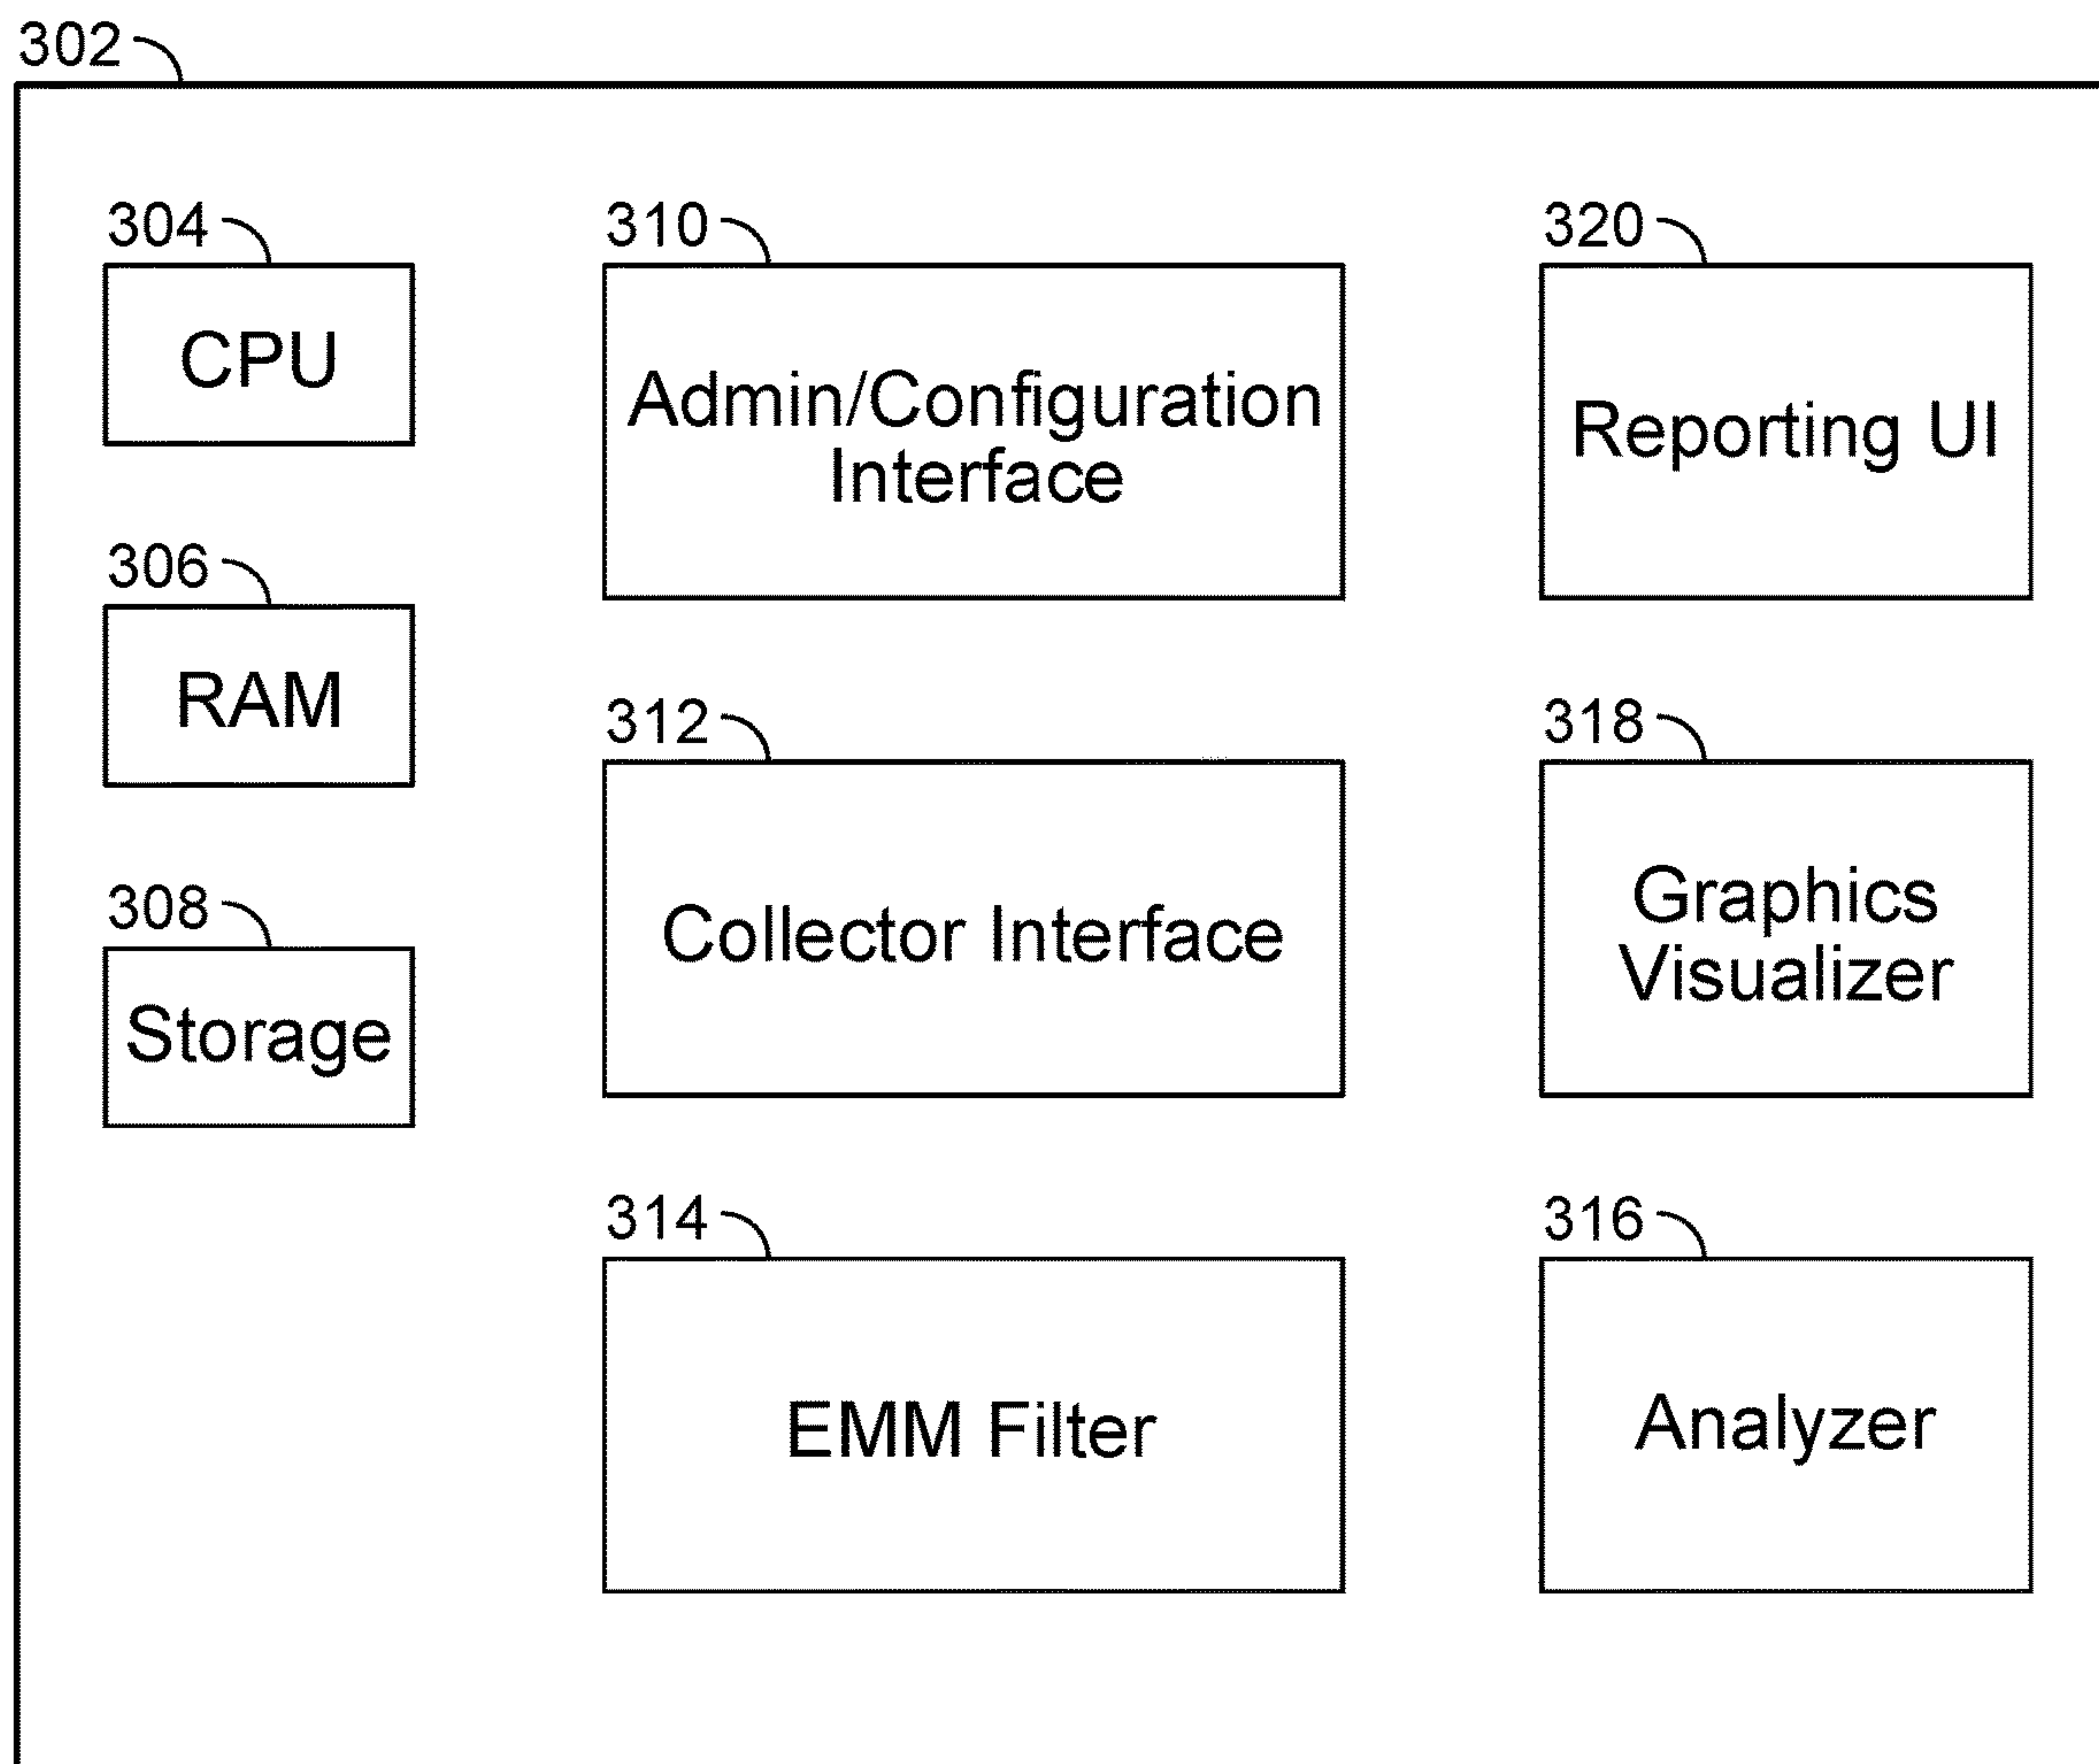 302
304
CPU
306
RAM
308
Storage
310
Admin/Configuration
Interface
312
Collector Interface
314
EMM Filter
320
Reporting UI
318
Graphics
Visualizer
316
Analyzer